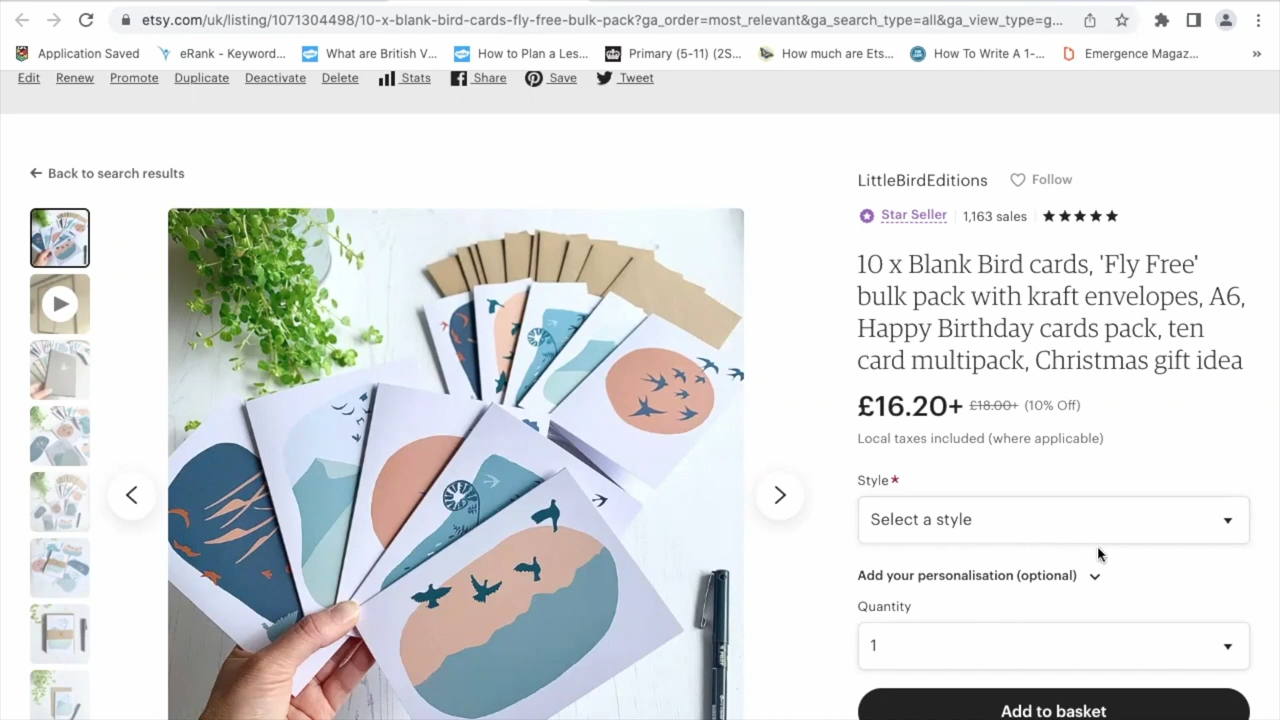 etsy.com/uk/listing/1071304498/10-x-blank-bird-cards-fly-free-bulk-pack?ga_order=most_relevant&ga_search_type=all&ga_view_type=g...
Application Saved eRank - Keyword... What are British V... How to Plan a Les... Primary (5-11) (2S... How much are Ets... How To Write A 1-... Emergence Magaz... »
Edit Renew Promote Duplicate Deactivate Delete Stats Share Save Tweet
Back to search results
LittleBirdEditions Follow
Star Seller 1,163 sales
10 x Blank Bird cards, 'Fly Free'
bulk pack with kraft envelopes, A6,
Happy Birthday cards pack, ten
card multipack, Christmas gift idea
£16.20+ £18.00+ (10% Off)
Local taxes included (where applicable)
Style*
Select a style
Add your personalisation (optional)
Quantity
1
Add to basket